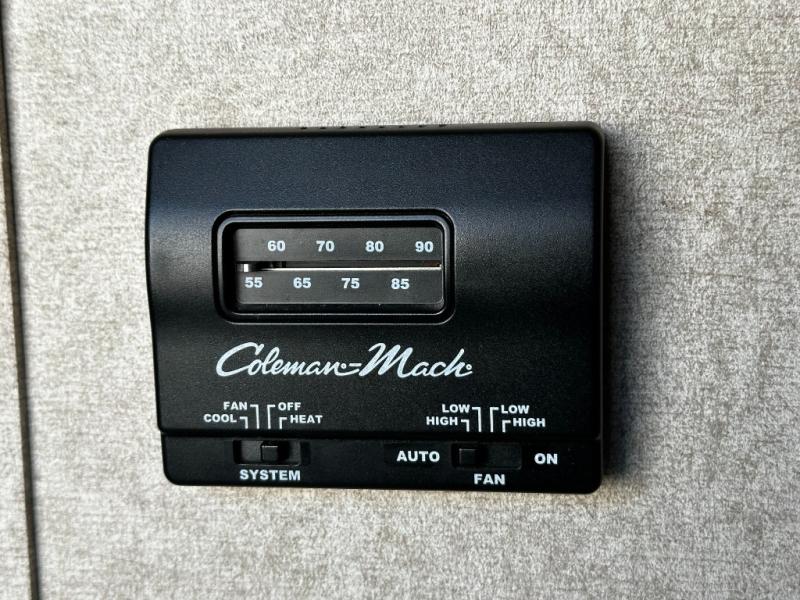 60 70 80 90
55 65 75 85
Coleman-Mach
FAN OFF
COOL HEAT
LOW LOW
HIGH HIGH
AUTO ON
SYSTEM FAN